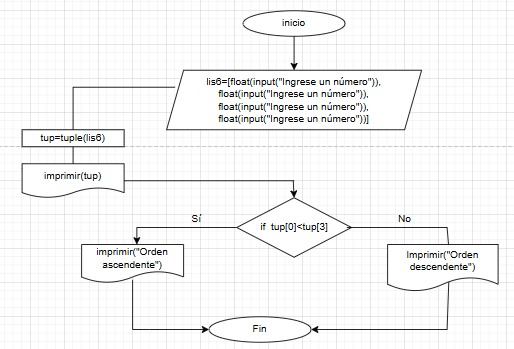 inicio
lis6=[float(input("Ingrese un número")),
float(input("Ingrese un número")),
float(input("Ingrese un número")),
float(input("Ingrese un número"))]
tup=tuple(lis6)
imprimir(tup)
if tup[0]<tup[3]
Sí
No
imprimir("Orden
ascendente")
Imprimir("Orden
descendente")
Fin